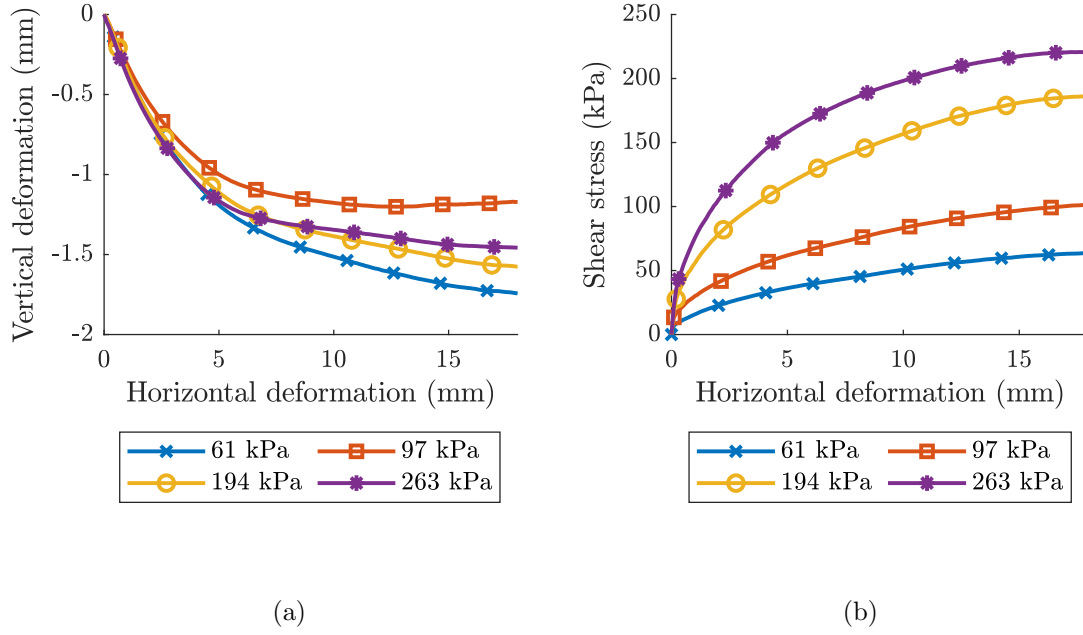 0
-0.5
-1
-1.5
-2
Vertical deformation (mm)
0 5 10 15
Horizontal deformation (mm)
61 kPa 97 kPa
194 kPa 263 kPa
(a)
250
200
150
100
50
0
Shear stress (kPa)
0 5 10 15
Horizontal deformation (mm)
61 kPa 97 kPa
194 kPa 263 kPa
(b)